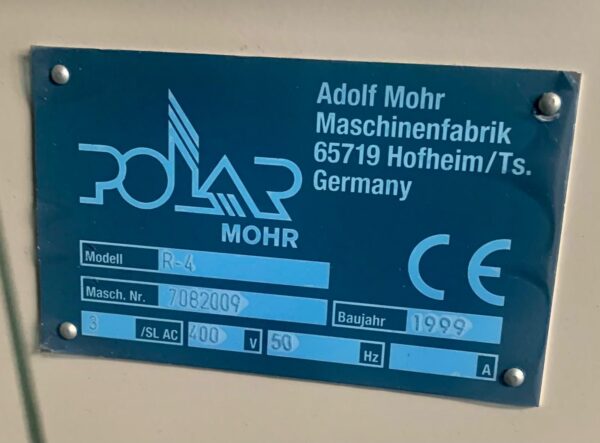 Adolf Mohr
Maschinenfabrik
65719 Hofheim/Ts.
Germany
POLAR
MOHR
CE
Modell R-4
Masch. Nr. 7082009
Baujahr 1999
3 /SL AC 400 V 50 Hz A